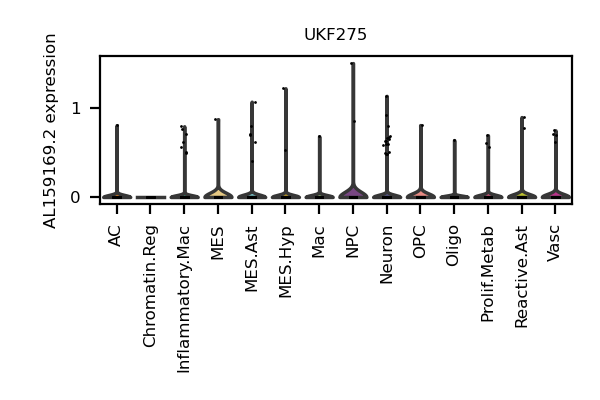 UKF275
AL159169.2 expression
1
0
AC
Chromatin.Reg
Inflammatory.Mac
MES
MES.Ast
MES.Hyp
Mac
NPC
Neuron
OPC
Oligo
Prolif.Metab
Reactive.Ast
Vasc